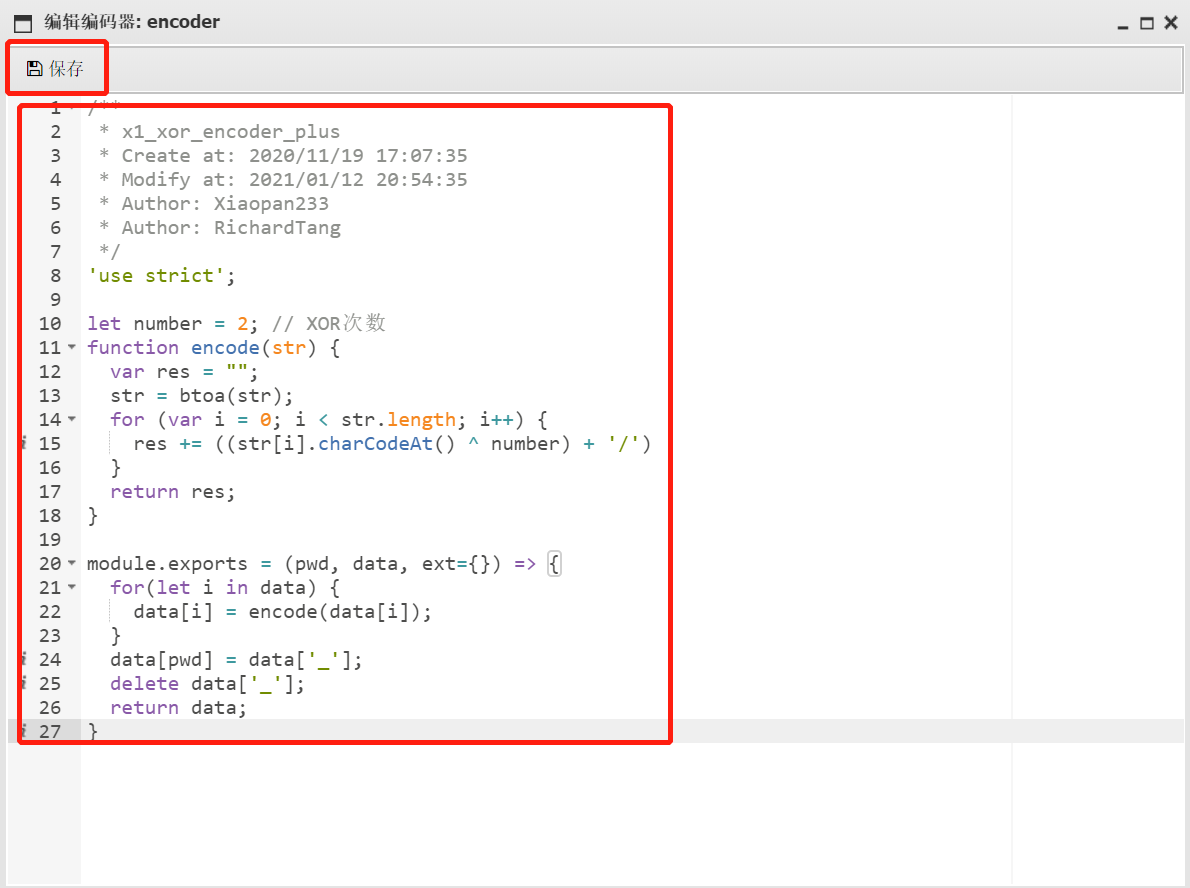 编辑编码器: encoder
保存
1 /**
2  * x1_xor_encoder_plus
3  * Create at: 2020/11/19 17:07:35
4  * Modify at: 2021/01/12 20:54:35
5  * Author: Xiaopan233
6  * Author: RichardTang
7  */
8 'use strict';
9
10 let number = 2; // XOR次数
11 function encode(str) {
12   var res = "";
13   str = btoa(str);
14   for (var i = 0; i < str.length; i++) {
15     res += ((str[i].charCodeAt() ^ number) + '/')
16   }
17   return res;
18 }
19
20 module.exports = (pwd, data, ext={}) => {
21   for(let i in data) {
22     data[i] = encode(data[i]);
23   }
24   data[pwd] = data['_'];
25   delete data['_'];
26   return data;
27 }